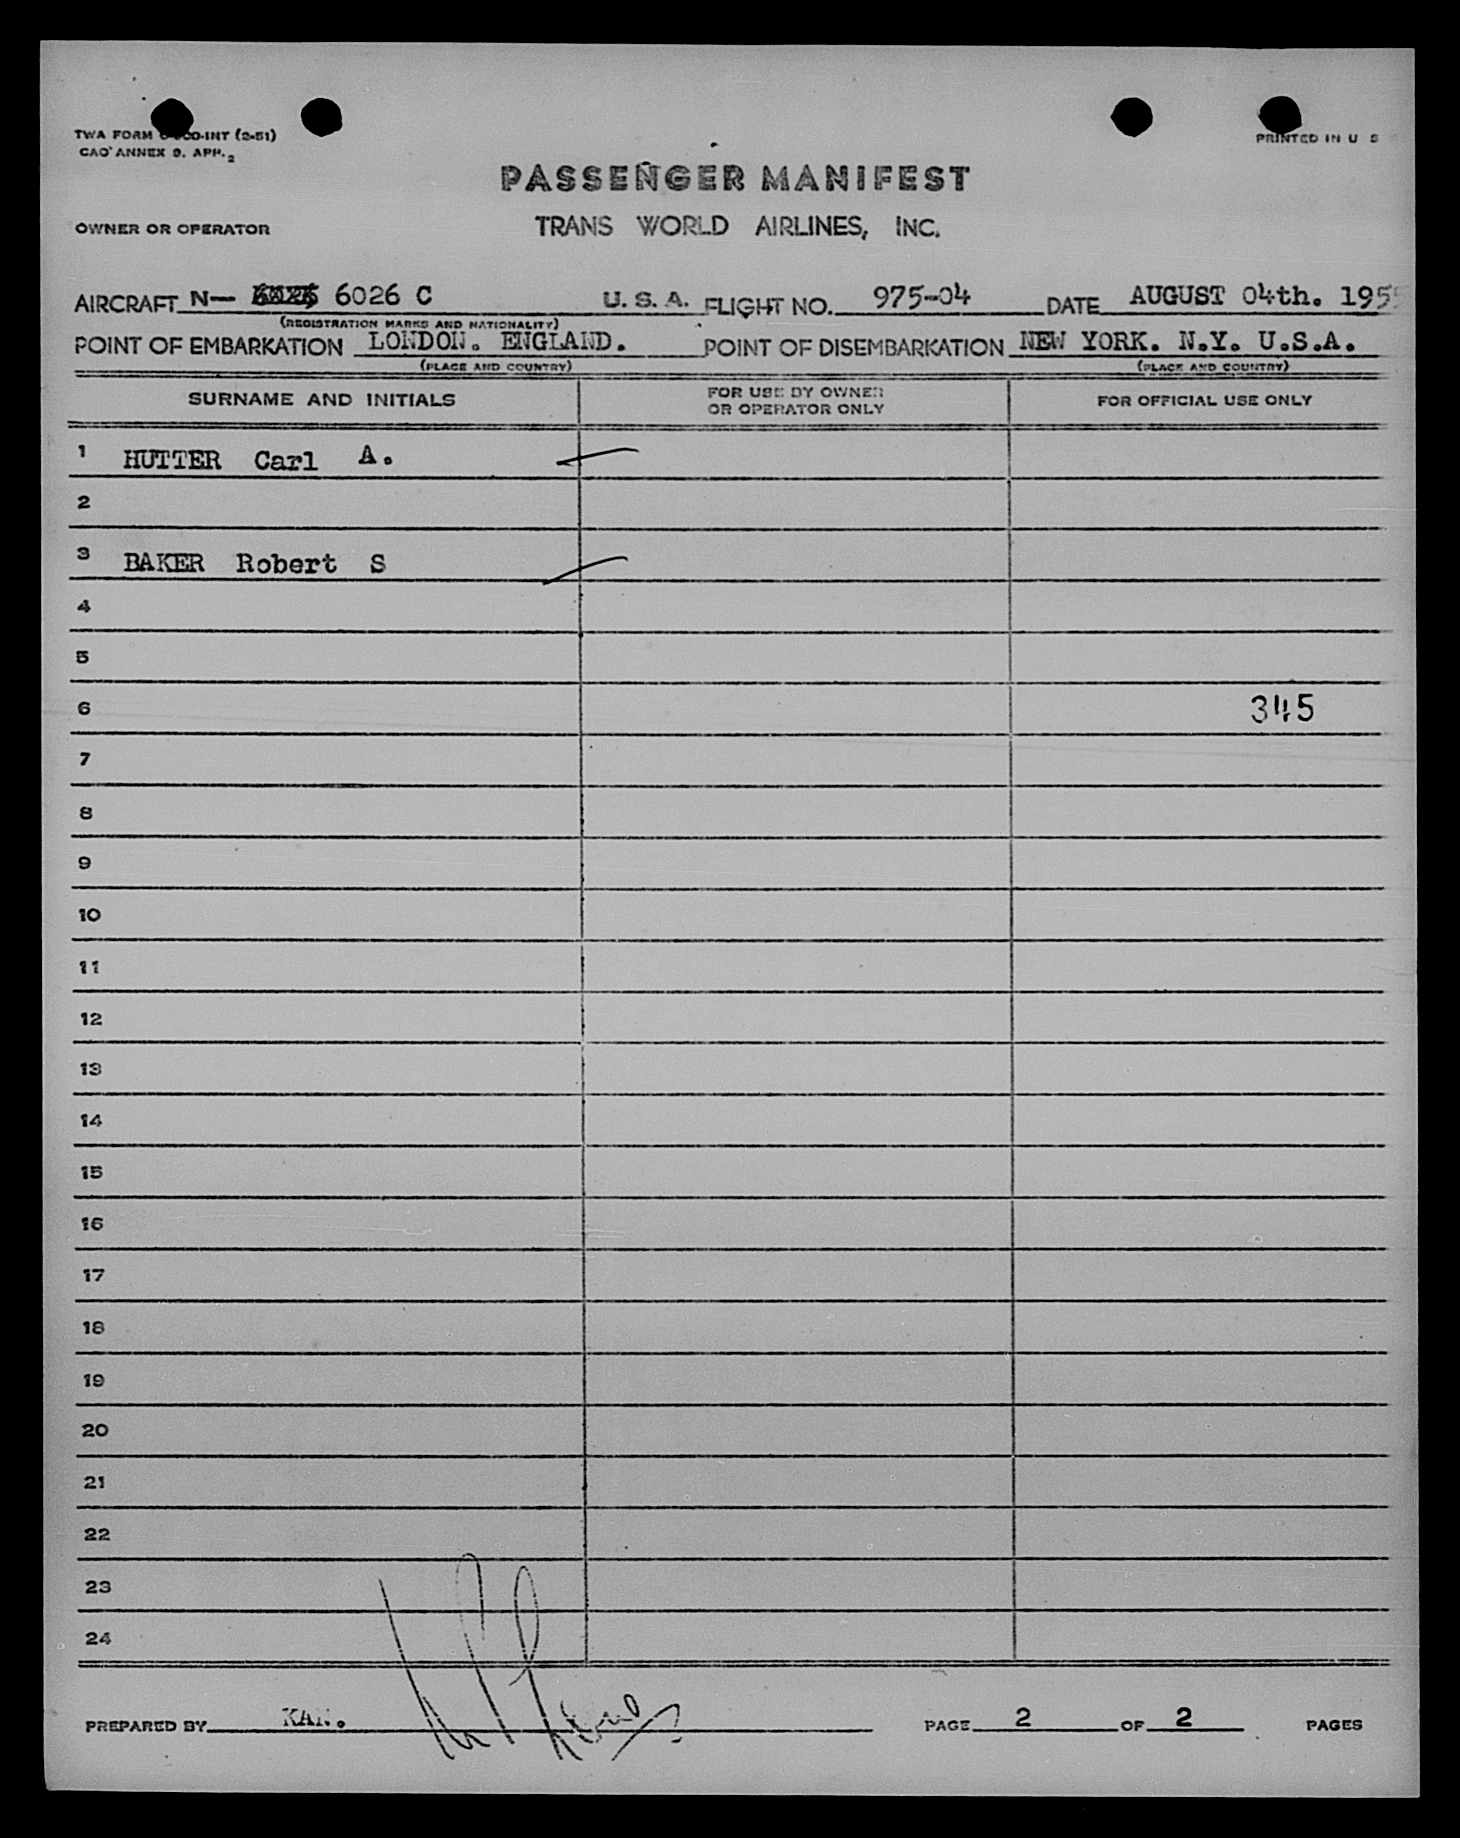 TWA FORM CO-INT (2-51)
CAO ANNEX 9. APP. 2
PRINTED IN U S
PASSENGER MANIFEST
OWNER OR OPERATOR TRANS WORLD AIRLINES, INC.
AIRCRAFT N— 6026 C U.S.A. FLIGHT NO. 975-04 DATE AUGUST 04th. 1955
(REGISTRATION MARKS AND NATIONALITY)
POINT OF EMBARKATION LONDON. ENGLAND. POINT OF DISEMBARKATION NEW YORK. N.Y. U.S.A.
(PLACE AND COUNTRY) (PLACE AND COUNTRY)
SURNAME AND INITIALS FOR USE BY OWNER OR OPERATOR ONLY FOR OFFICIAL USE ONLY
1 HUTTER Carl A.
2
3 BAKER Robert S
4
5
6 345
7
8
9
10
11
12
13
14
15
16
17
18
19
20
21
22
23
24
PREPARED BY KAN. PAGE 2 OF 2 PAGES